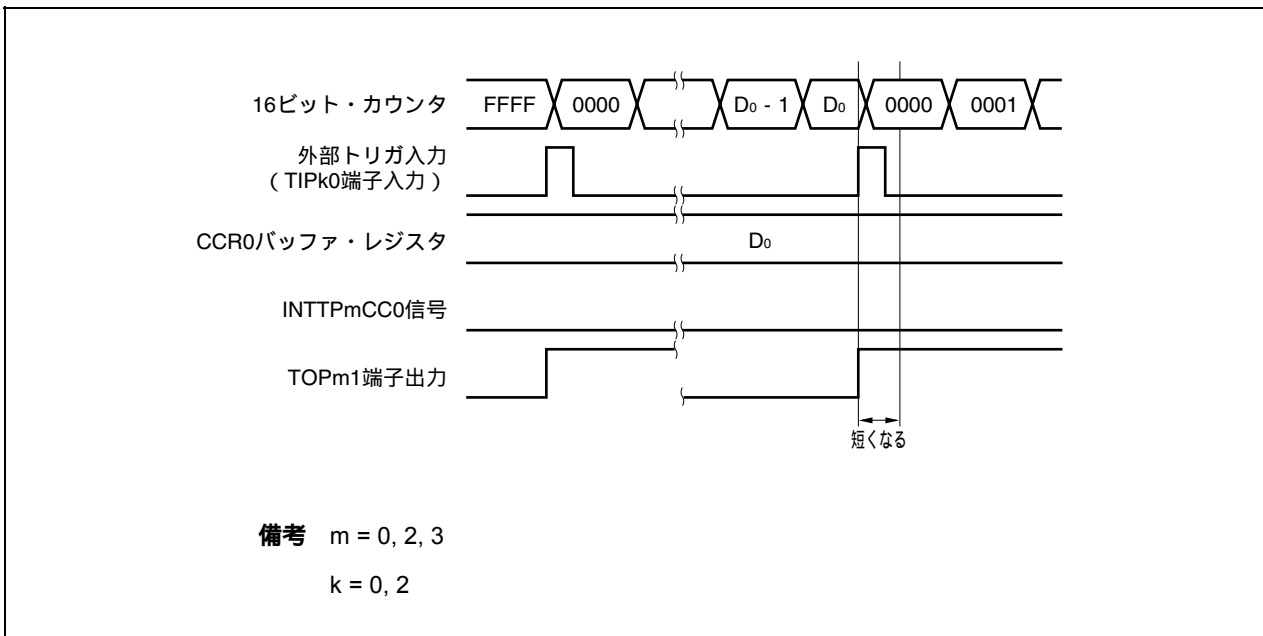 16ビット・カウンタ FFFF 0000 D0 - 1 D0 0000 0001
外部トリガ入力
（TIPk0端子入力）
CCR0バッファ・レジスタ D0
INTTPmCC0信号
TOPm1端子出力
短くなる
備考 m = 0, 2, 3
k = 0, 2